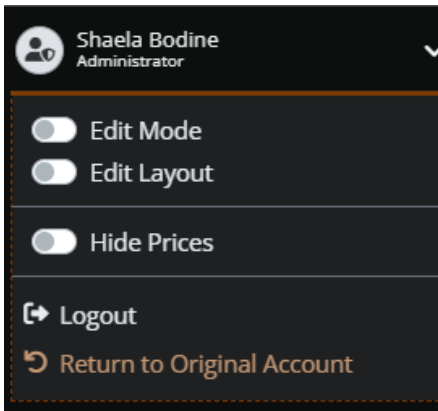 Shaela Bodine
Administrator
Edit Mode
Edit Layout
Hide Prices
Logout
Return to Original Account